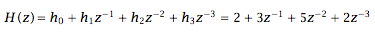 H(z) = h₀ + h₁z⁻¹ + h₂z⁻² + h₃z⁻³ = 2 + 3z⁻¹ + 5z⁻² + 2z⁻³